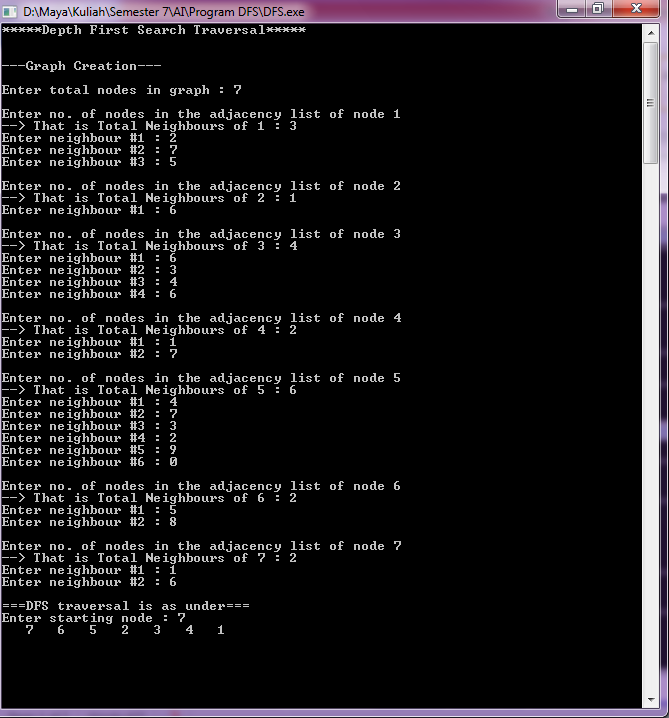 D:\Maya\Kuliah\Semester 7\AI\Program DFS\DFS.exe
*****Depth First Search Traversal*****
---Graph Creation---
Enter total nodes in graph : 7
Enter no. of nodes in the adjacency list of node 1
--> That is Total Neighbours of 1 : 3
Enter neighbour #1 : 2
Enter neighbour #2 : 7
Enter neighbour #3 : 5
Enter no. of nodes in the adjacency list of node 2
--> That is Total Neighbours of 2 : 1
Enter neighbour #1 : 6
Enter no. of nodes in the adjacency list of node 3
--> That is Total Neighbours of 3 : 4
Enter neighbour #1 : 6
Enter neighbour #2 : 3
Enter neighbour #3 : 4
Enter neighbour #4 : 6
Enter no. of nodes in the adjacency list of node 4
--> That is Total Neighbours of 4 : 2
Enter neighbour #1 : 1
Enter neighbour #2 : 7
Enter no. of nodes in the adjacency list of node 5
--> That is Total Neighbours of 5 : 6
Enter neighbour #1 : 4
Enter neighbour #2 : 7
Enter neighbour #3 : 3
Enter neighbour #4 : 2
Enter neighbour #5 : 9
Enter neighbour #6 : 0
Enter no. of nodes in the adjacency list of node 6
--> That is Total Neighbours of 6 : 2
Enter neighbour #1 : 5
Enter neighbour #2 : 8
Enter no. of nodes in the adjacency list of node 7
--> That is Total Neighbours of 7 : 2
Enter neighbour #1 : 1
Enter neighbour #2 : 6
===DFS traversal is as under===
Enter starting node : 7
7 6 5 2 3 4 1